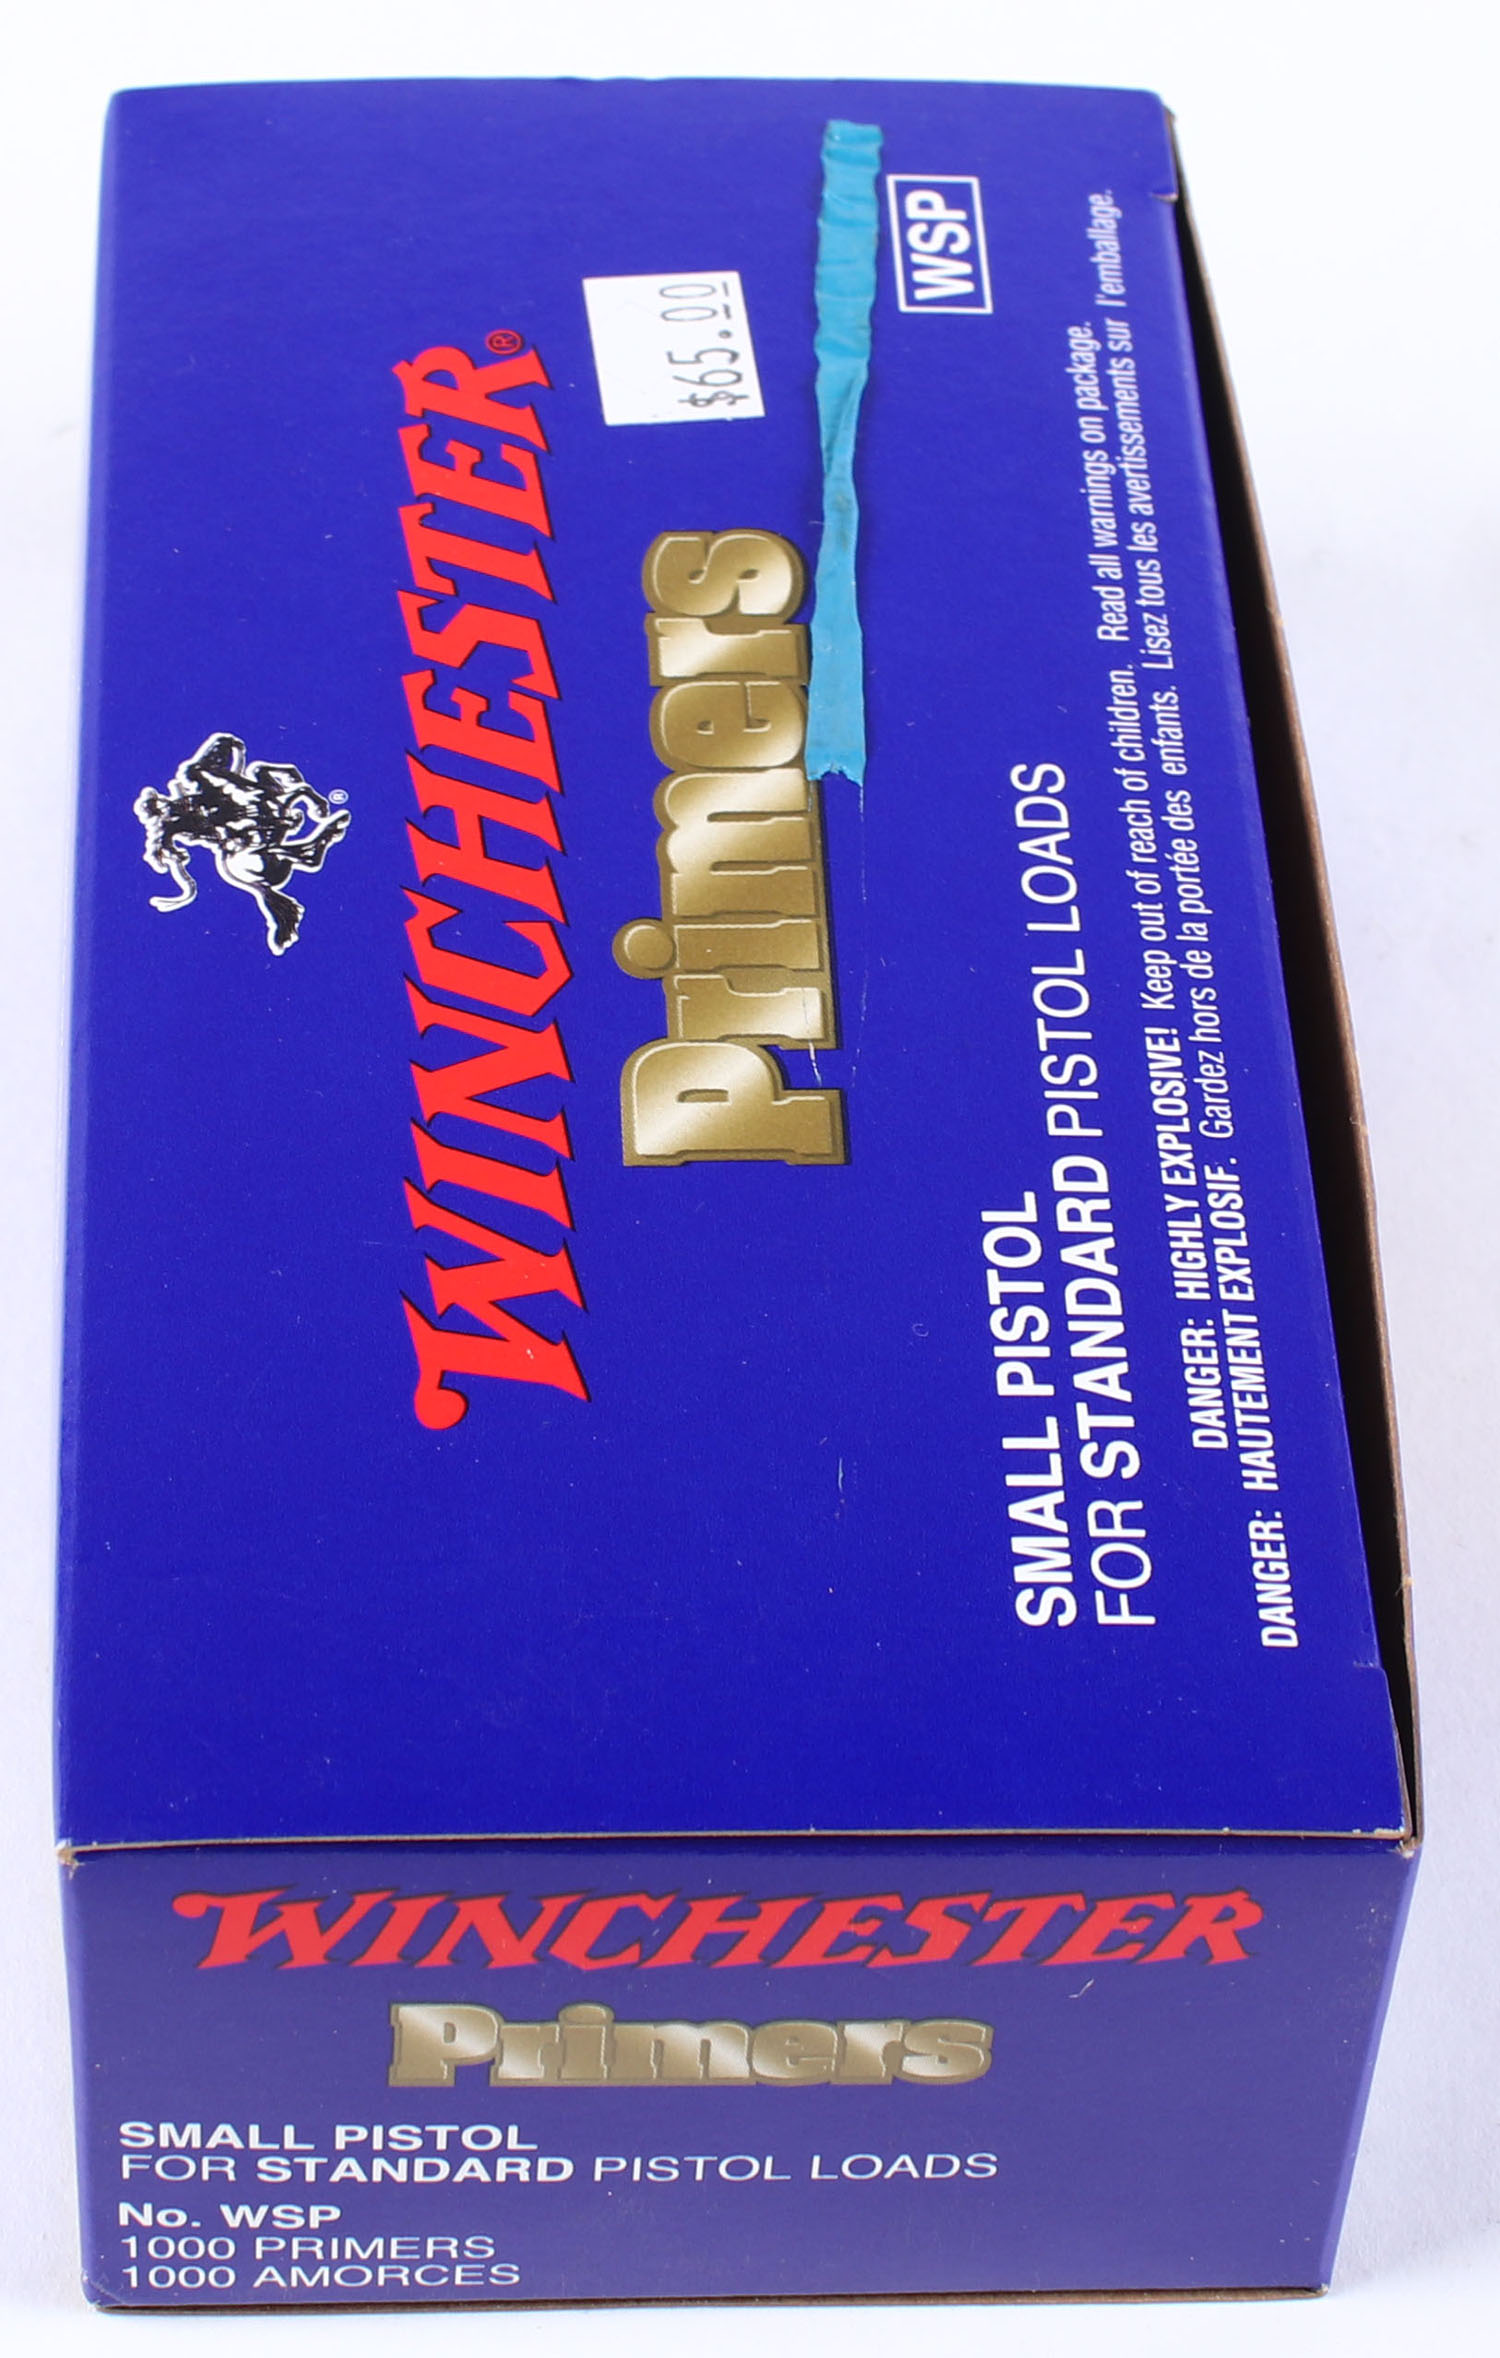 WINCHESTER®
$65.00
Primers
WSP
SMALL PISTOL
FOR STANDARD PISTOL LOADS
DANGER: HIGHLY EXPLOSIVE! Keep out of reach of children. Read all warnings on package.
DANGER: HAUTEMENT EXPLOSIF. Gardez hors de la portée des enfants. Lisez tous les avertissements sur l'emballage.
WINCHESTER
Primers
SMALL PISTOL
FOR STANDARD PISTOL LOADS
No. WSP
1000 PRIMERS
1000 AMORCES